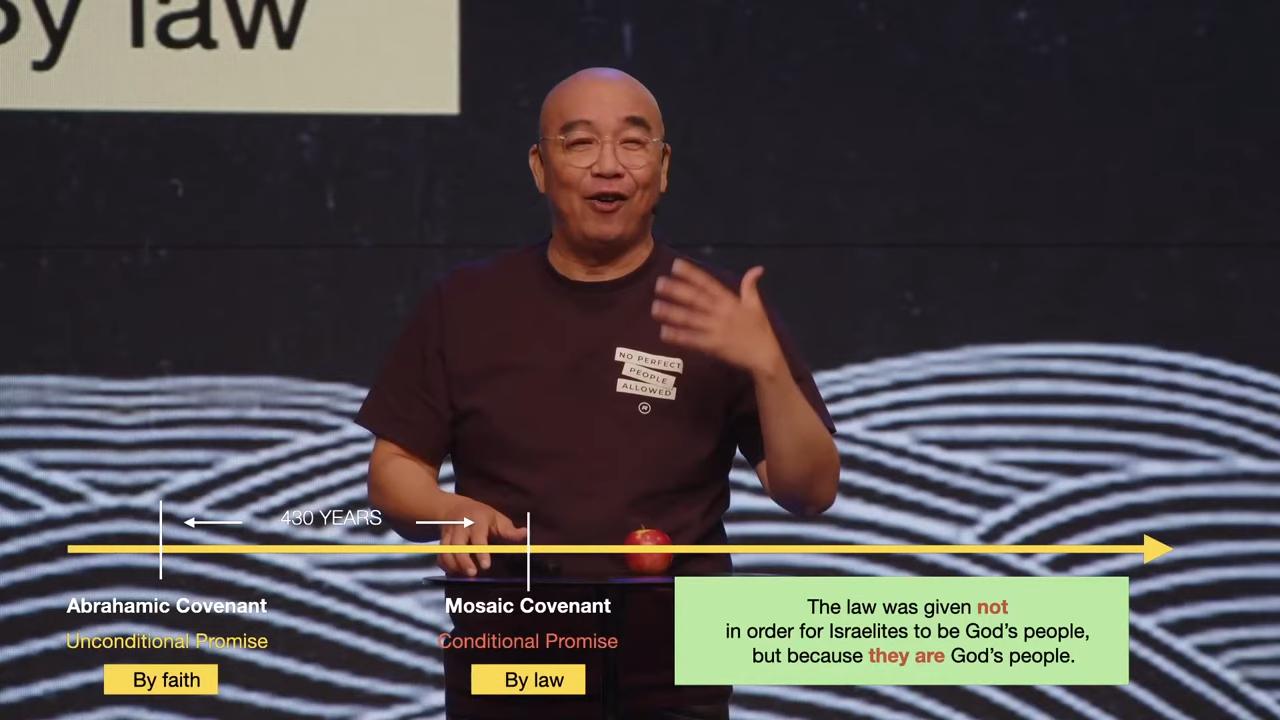 By law
NO PERFECT
PEOPLE
ALLOWED
R
430 YEARS
Abrahamic Covenant
Unconditional Promise
By faith
Mosaic Covenant
Conditional Promise
By law
The law was given not
in order for Israelites to be God's people,
but because they are God's people.